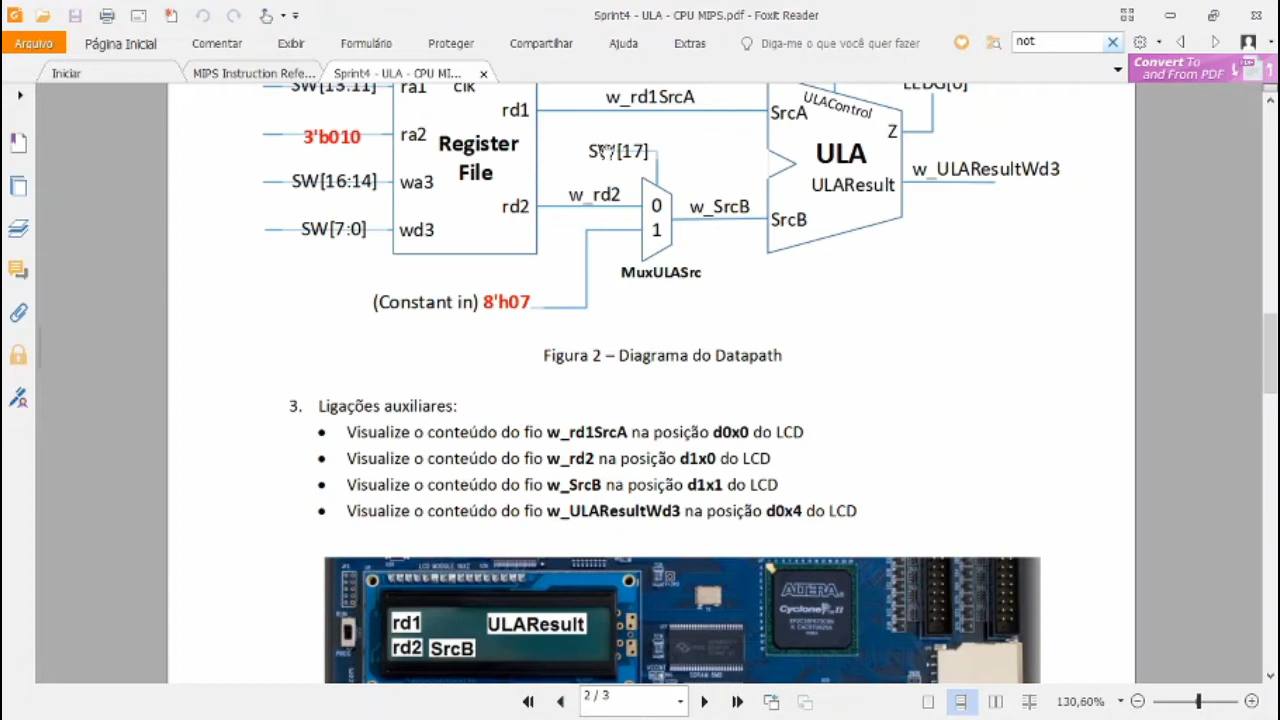 Sprint4 - ULA - CPU MIPS.pdf - Foxit Reader
Arquivo Página Inicial Comentar Exibir Formulário Proteger Compartilhar Ajuda Extras Diga-me o que você quer fazer not
Iniciar MIPS Instruction Refe... Sprint4 - ULA - CPU MI... Convert To
and From PDF
SW[13:11] ra1 clk w_rd1SrcA ULAControl LEDG[0]
rd1 SrcA
3'b010 ra2 Register SW[17] Z
File ULA w_ULAResultWd3
SW[16:14] wa3 w_rd2 0 ULAResult
rd2 w_SrcB SrcB
SW[7:0] wd3 1
MuxULASrc
(Constant in) 8'h07
Figura 2 – Diagrama do Datapath
3. Ligações auxiliares:
• Visualize o conteúdo do fio w_rd1SrcA na posição d0x0 do LCD
• Visualize o conteúdo do fio w_rd2 na posição d1x0 do LCD
• Visualize o conteúdo do fio w_SrcB na posição d1x1 do LCD
• Visualize o conteúdo do fio w_ULAResultWd3 na posição d0x4 do LCD
LCD MODULE 16X2
ALTERA
Cyclone II
rd1 ULAResult
rd2 SrcB
2 / 3 130,60%